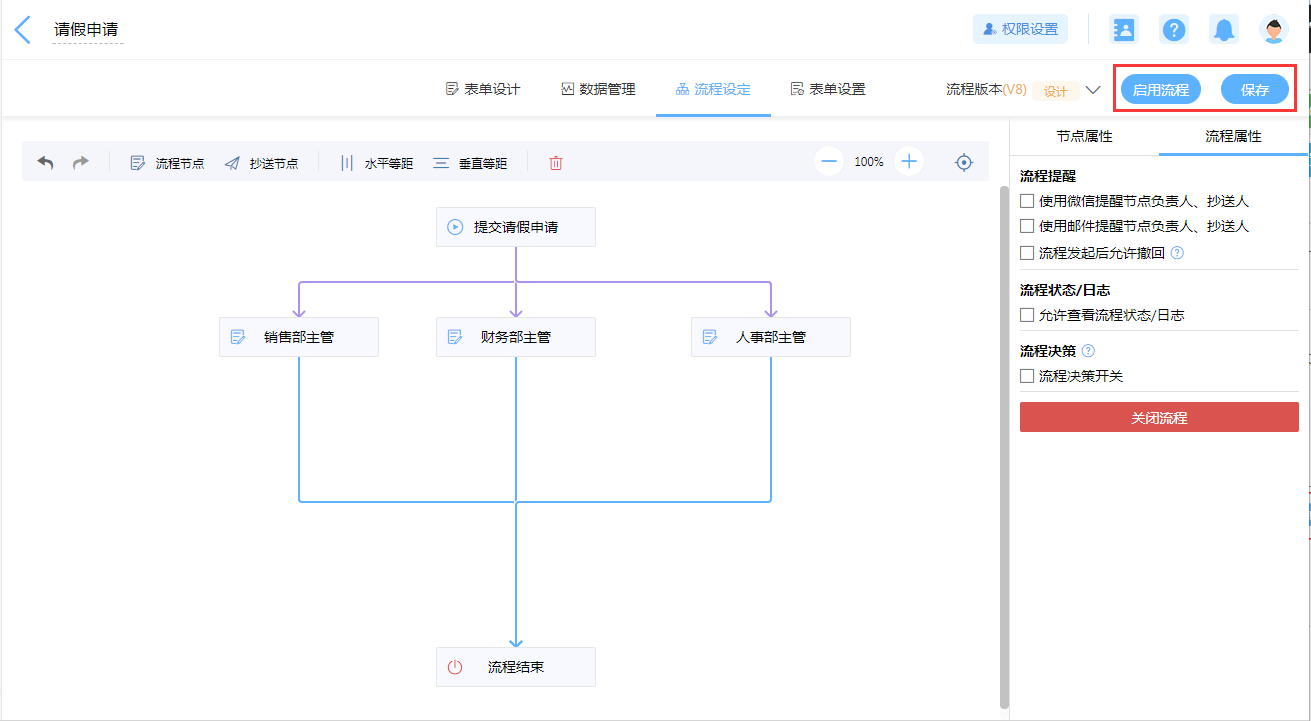 请假申请
权限设置
表单设计
数据管理
流程设定
表单设置
流程版本(V8) 设计
启用流程
保存
流程节点
抄送节点
水平等距
垂直等距
100%
节点属性
流程属性
提交请假申请
销售部主管
财务部主管
人事部主管
流程结束
流程提醒
使用微信提醒节点负责人、抄送人
使用邮件提醒节点负责人、抄送人
流程发起后允许撤回 ?
流程状态/日志
允许查看流程状态/日志
流程决策 ?
流程决策开关
关闭流程